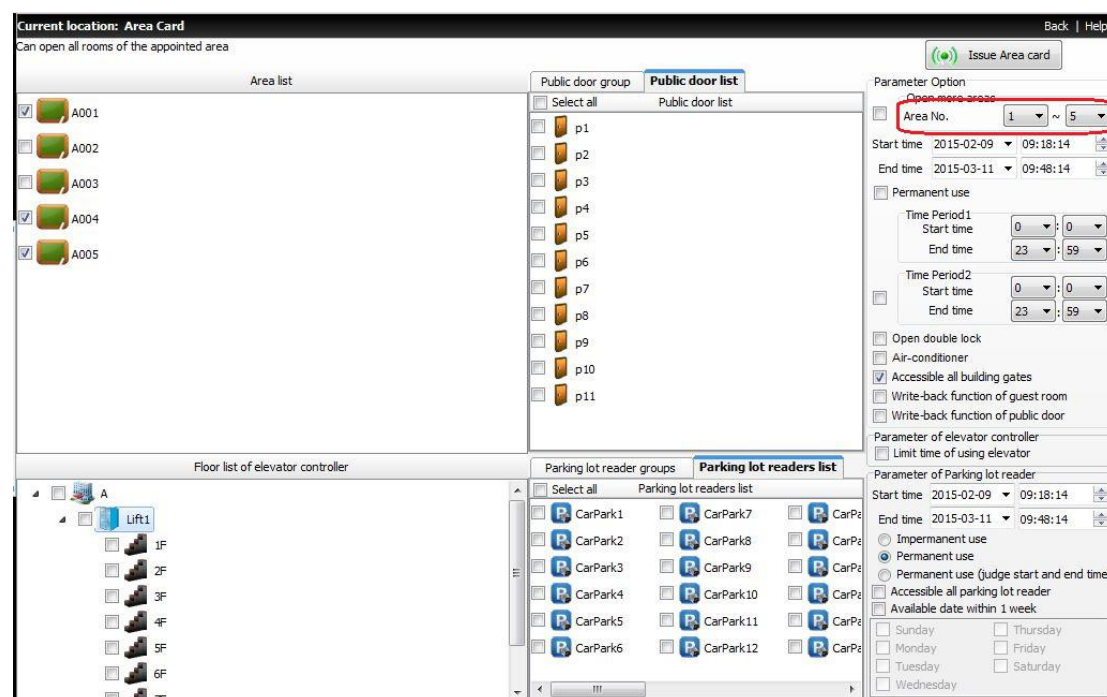 Current location: Area Card
Back | Help
Can open all rooms of the appointed area
Issue Area card
Area list
A001
A002
A003
A004
A005
Public door group
Public door list
Select all
Public door list
p1
p2
p3
p4
p5
p6
p7
p8
p9
p10
p11
Parameter Option
Open more areas
Area No. 1 ~ 5
Start time 2015-02-09 09:18:14
End time 2015-03-11 09:48:14
Permanent use
Time Period1
Start time 0 : 0
End time 23 : 59
Time Period2
Start time 0 : 0
End time 23 : 59
Open double lock
Air-conditioner
Accessible all building gates
Write-back function of guest room
Write-back function of public door
Parameter of elevator controller
Limit time of using elevator
Floor list of elevator controller
A
Lift1
1F
2F
3F
4F
5F
6F
Parking lot reader groups
Parking lot readers list
Select all
Parking lot readers list
CarPark1 CarPark7 CarPa
CarPark2 CarPark8 CarPa
CarPark3 CarPark9 CarPa
CarPark4 CarPark10 CarPa
CarPark5 CarPark11 CarPa
CarPark6 CarPark12 CarPa
Parameter of Parking lot reader
Start time 2015-02-09 09:18:14
End time 2015-03-11 09:48:14
Impermanent use
Permanent use
Permanent use (judge start and end time
Accessible all parking lot reader
Available date within 1 week
Sunday Thursday
Monday Friday
Tuesday Saturday
Wednesday